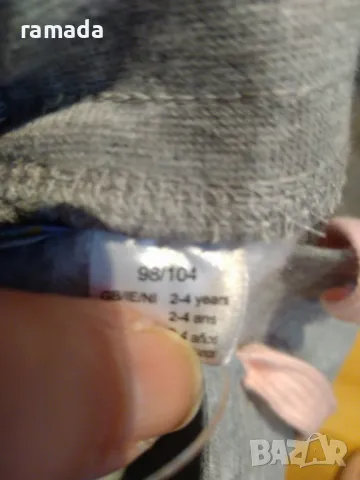 ramada
98/104
GB/IE/NI 2-4 years
2-4 ans
2-4 años
BAZAR